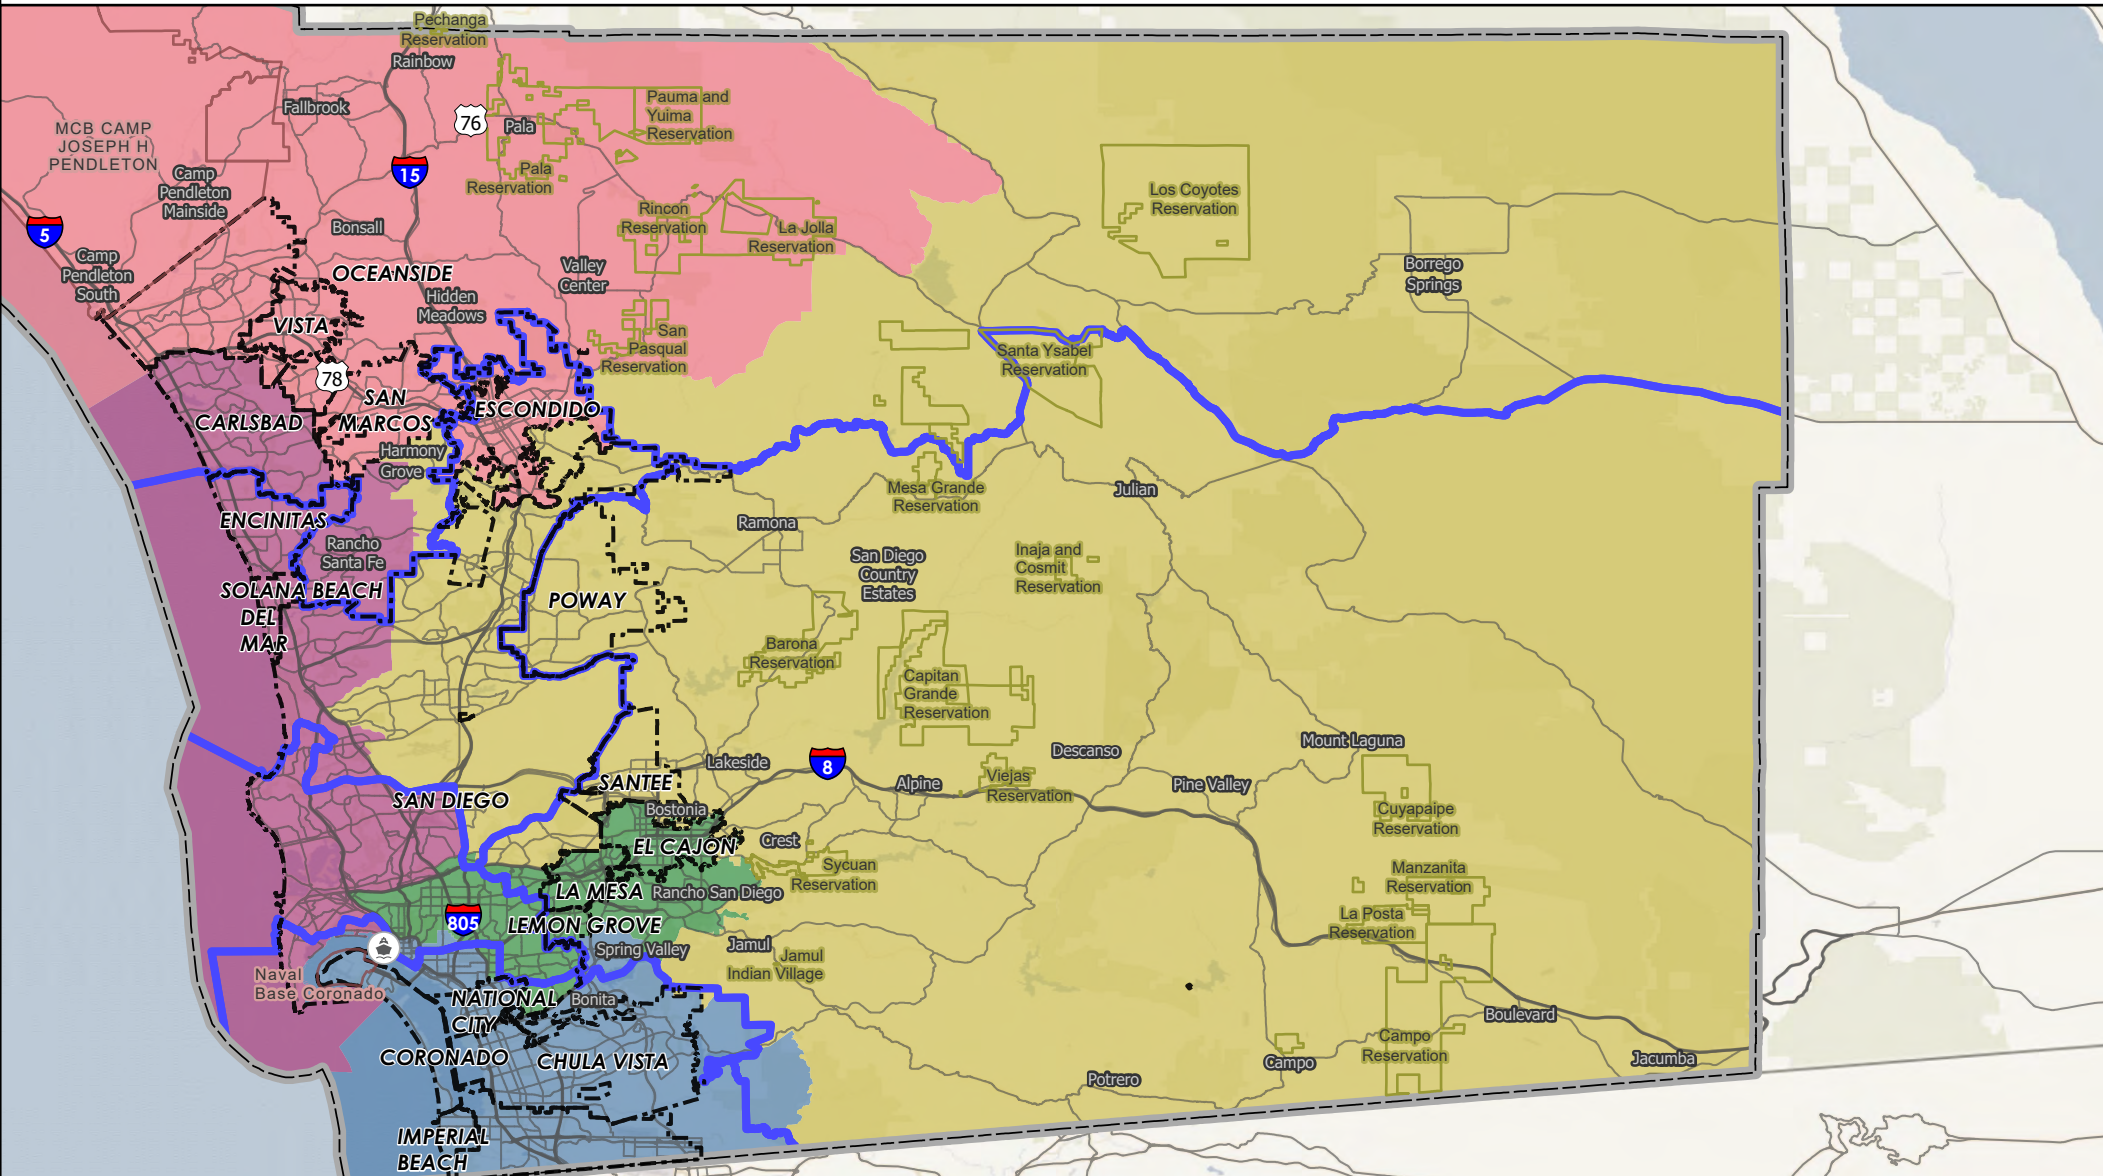 Pechanga
Reservation
Rainbow
Fallbrook
76
Pala
Pauma and
Yuima
Reservation
MCB CAMP
JOSEPH H
PENDLETON
15
Pala
Reservation
Camp
Pendleton
Mainside
Los Coyotes
Reservation
5
Bonsall
Rincon
Reservation
La Jolla
Reservation
Camp
Pendleton
South
OCEANSIDE
Valley
Center
Borrego
Springs
Hidden
Meadows
VISTA
San
Pasqual
Reservation
Santa Ysabel
Reservation
78
SAN
MARCOS
CARLSBAD
ESCONDIDO
Harmony
Grove
Mesa Grande
Reservation
Julian
ENCINITAS
Ramona
Rancho
Santa Fe
San Diego
Country
Estates
Inaja and
Cosmit
Reservation
SOLANA BEACH
POWAY
DEL
MAR
Barona
Reservation
Capitan
Grande
Reservation
Mount Laguna
Descanso
Lakeside
8
SANTEE
Alpine
Viejas
Reservation
Pine Valley
SAN DIEGO
Bostonia
Cuyapaipe
Reservation
EL CAJON
Crest
Sycuan
Reservation
Manzanita
Reservation
LA MESA
Rancho San Diego
La Posta
Reservation
805
LEMON GROVE
Spring Valley
Jamul
Jamul
Indian Village
Naval
Base Coronado
NATIONAL
CITY
Bonita
Boulevard
CORONADO
CHULA VISTA
Campo
Reservation
Campo
Jacumba
Potrero
IMPERIAL
BEACH